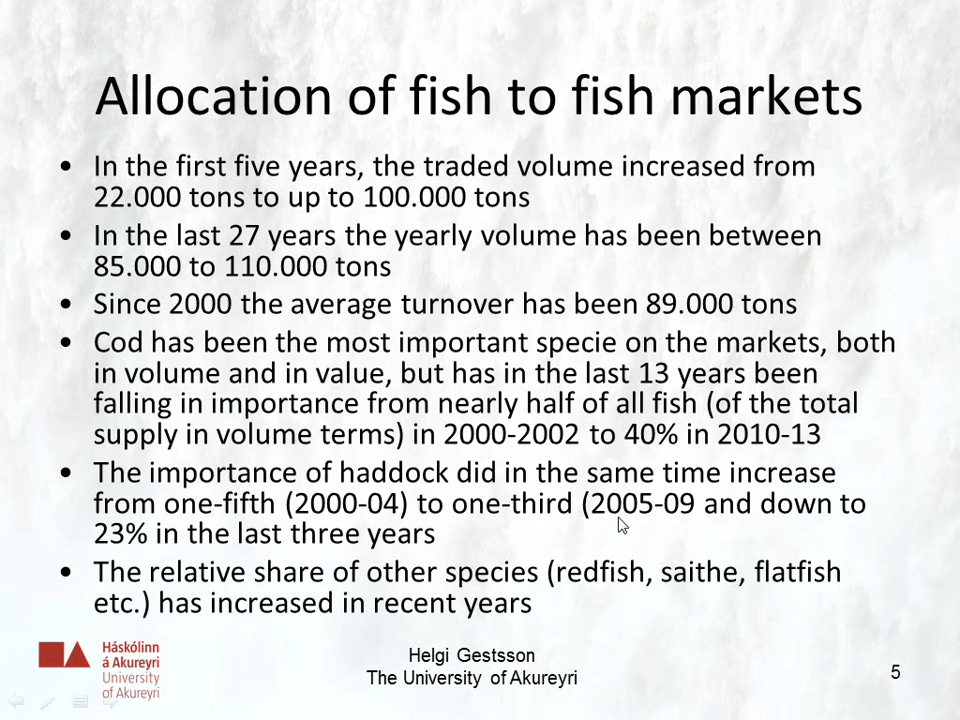 Allocation of fish to fish markets
• In the first five years, the traded volume increased from
22.000 tons to up to 100.000 tons
• In the last 27 years the yearly volume has been between
85.000 to 110.000 tons
• Since 2000 the average turnover has been 89.000 tons
• Cod has been the most important specie on the markets, both
in volume and in value, but has in the last 13 years been
falling in importance from nearly half of all fish (of the total
supply in volume terms) in 2000-2002 to 40% in 2010-13
• The importance of haddock did in the same time increase
from one-fifth (2000-04) to one-third (2005-09 and down to
23% in the last three years
• The relative share of other species (redfish, saithe, flatfish
etc.) has increased in recent years
Háskólinn
á Akureyri
University
of Akureyri
Helgi Gestsson
The University of Akureyri
5